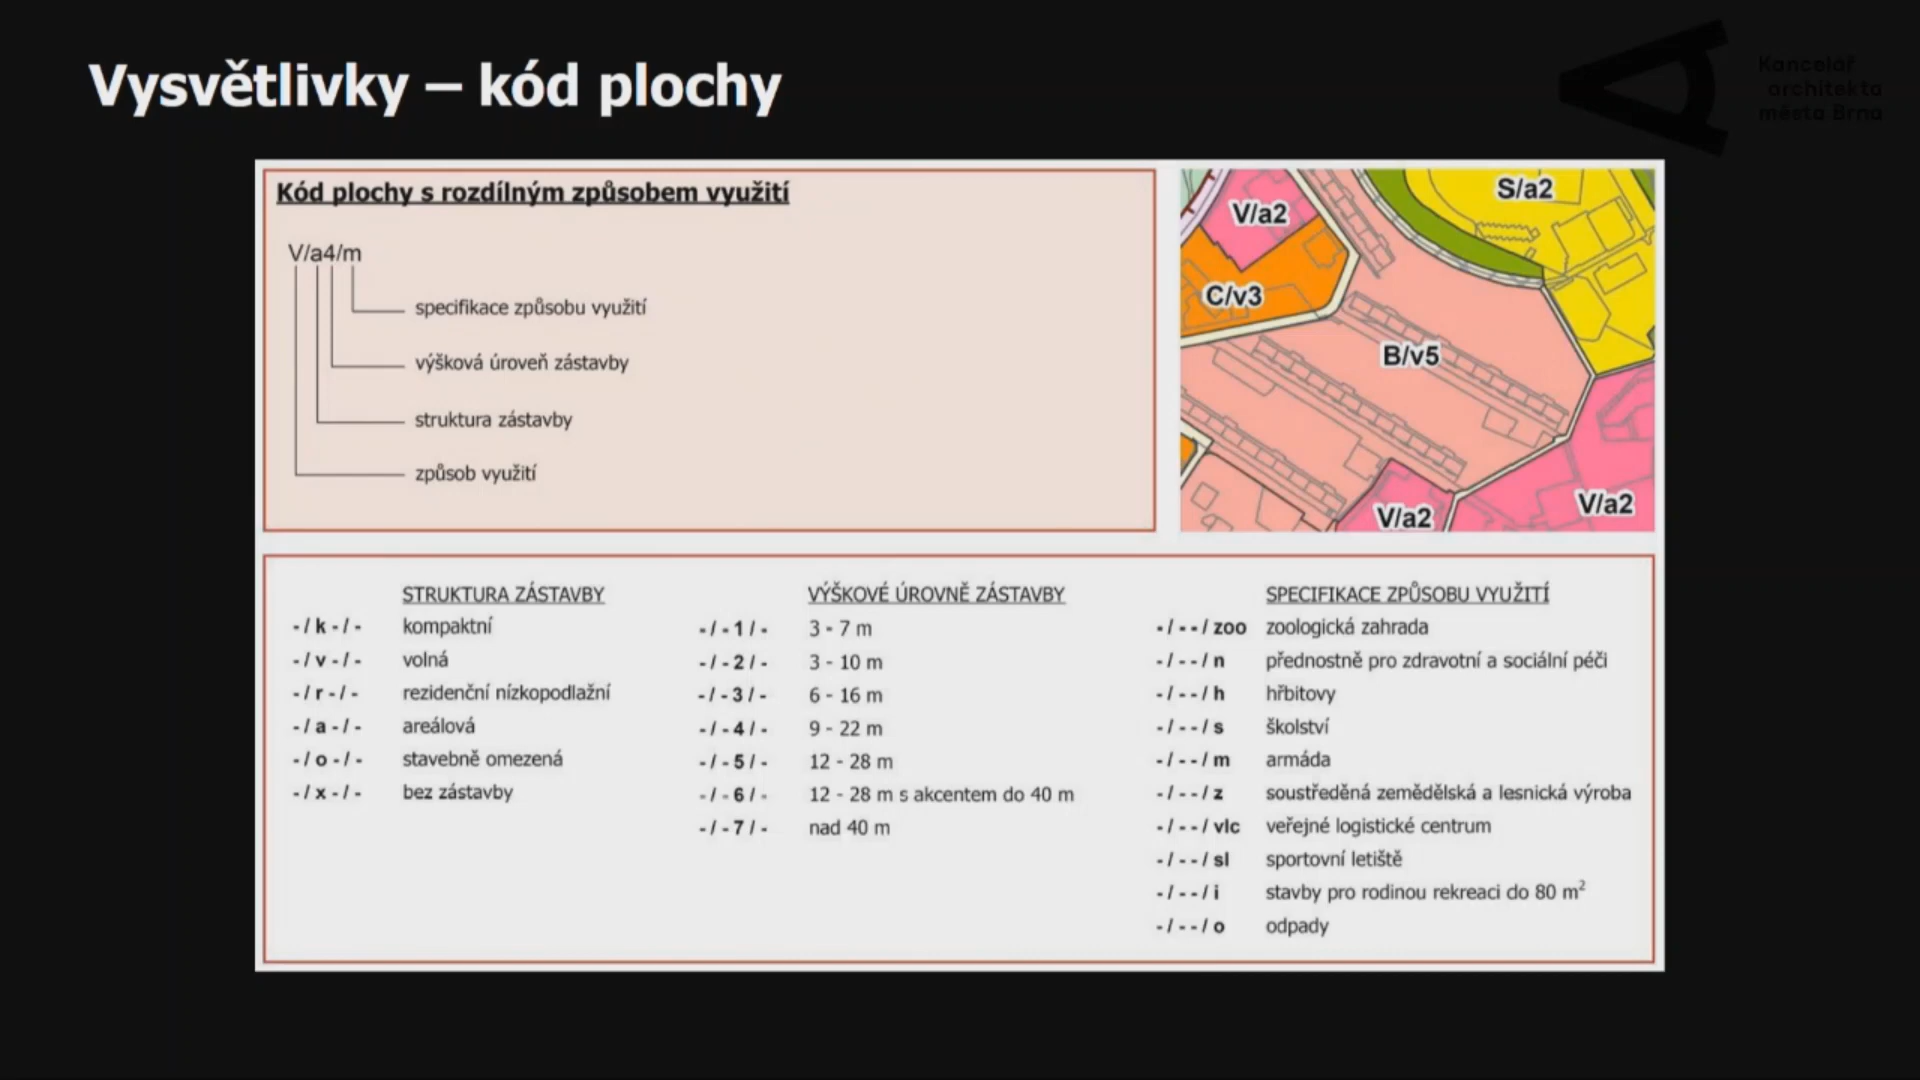 Vysvětlivky – kód plochy
Kancelář
architekta
města Brna
Kód plochy s rozdílným způsobem využití
V/a4/m
specifikace způsobu využití
výšková úroveň zástavby
struktura zástavby
způsob využití
S/a2
V/a2
C/v3
B/v5
V/a2
V/a2
STRUKTURA ZÁSTAVBY
- / k - / - kompaktní
- / v - / - volná
- / r - / - rezidenční nízkopodlažní
- / a - / - areálová
- / o - / - stavebně omezená
- / x - / - bez zástavby
VÝŠKOVÉ ÚROVNĚ ZÁSTAVBY
- / - 1 / - 3 - 7 m
- / - 2 / - 3 - 10 m
- / - 3 / - 6 - 16 m
- / - 4 / - 9 - 22 m
- / - 5 / - 12 - 28 m
- / - 6 / - 12 - 28 m s akcentem do 40 m
- / - 7 / - nad 40 m
SPECIFIKACE ZPŮSOBU VYUŽITÍ
- / - - / zoo zoologická zahrada
- / - - / n přednostně pro zdravotní a sociální péči
- / - - / h hřbitovy
- / - - / s školství
- / - - / m armáda
- / - - / z soustředěná zemědělská a lesnická výroba
- / - - / vlc veřejné logistické centrum
- / - - / sl sportovní letiště
- / - - / i stavby pro rodinou rekreaci do 80 m²
- / - - / o odpady